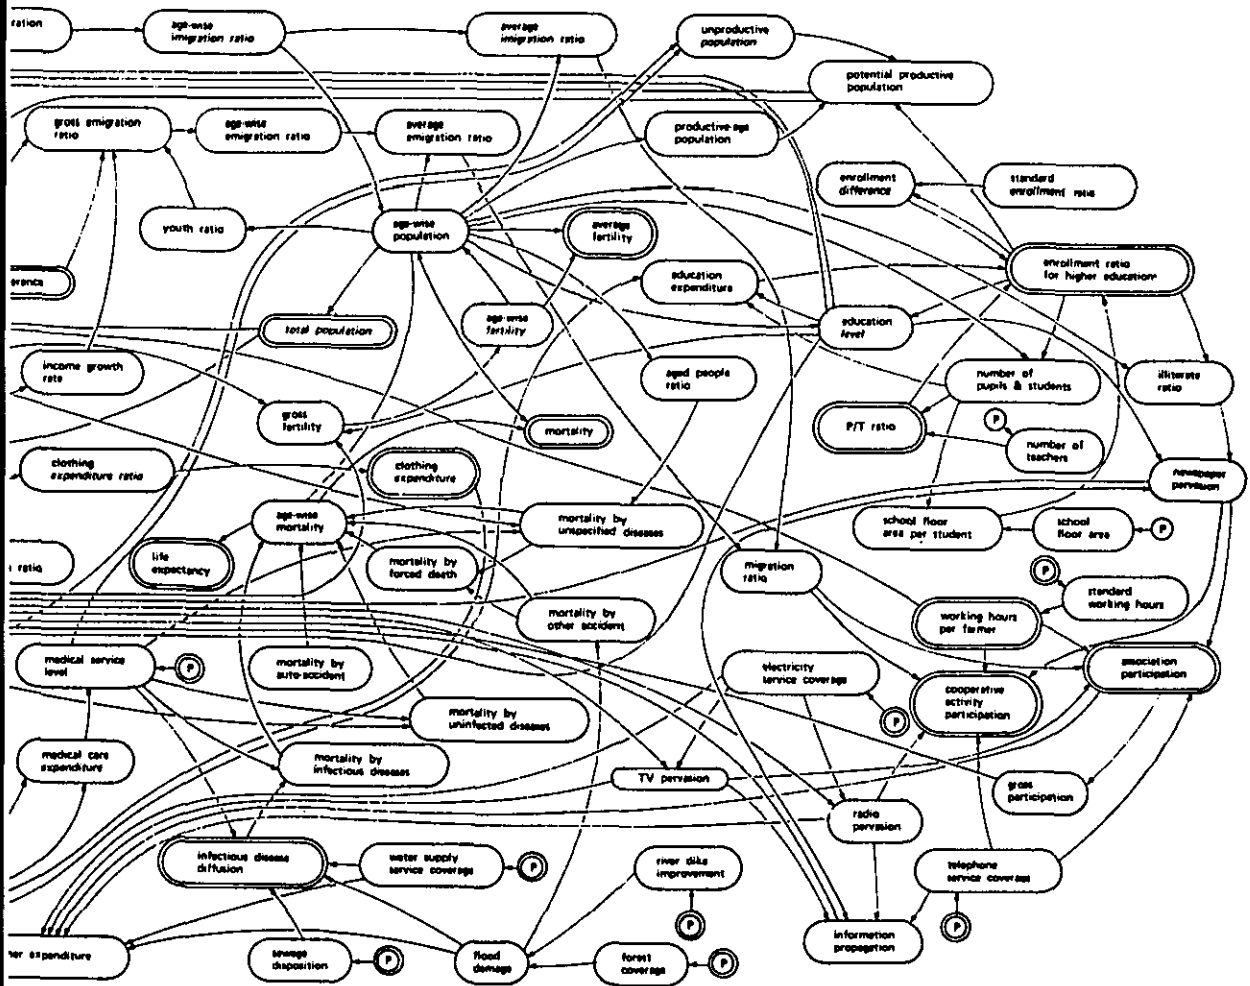 ration
age-wise
imigration ratio
average
imigration ratio
unproductive
population
potential productive
population
gross emigration
ratio
age-wise
emigration ratio
average
emigration ratio
productive-age
population
enrollment
difference
standard
enrollment ratio
youth ratio
age-wise
population
average
fertility
education
expenditure
enrollment ratio
for higher education
erence
total population
age-wise
fertility
education
level
income growth
rate
aged people
ratio
number of
pupils & students
illiterate
ratio
gross
fertility
mortality
P/T ratio
P
number of
teachers
clothing
expenditure ratio
clothing
expenditure
newspaper
pervasion
age-wise
mortality
mortality by
unspecified diseases
school floor
area per student
school
floor area
P
ratio
life
expectancy
mortality by
forced death
migration
ratio
P
standard
working hours
mortality by
other accident
working hours
per farmer
medical service
level
P
mortality by
auto-accident
electricity
service coverage
association
participation
cooperative
activity
participation
mortality by
uninfected diseases
P
medical care
expenditure
mortality by
infectious diseases
TV pervasion
gross
participation
radio
pervasion
infectious disease
diffusion
water supply
service coverage
P
river dike
improvement
telephone
service coverage
P
P
her expenditure
sewage
disposition
P
flood
damage
forest
coverage
P
information
propagation